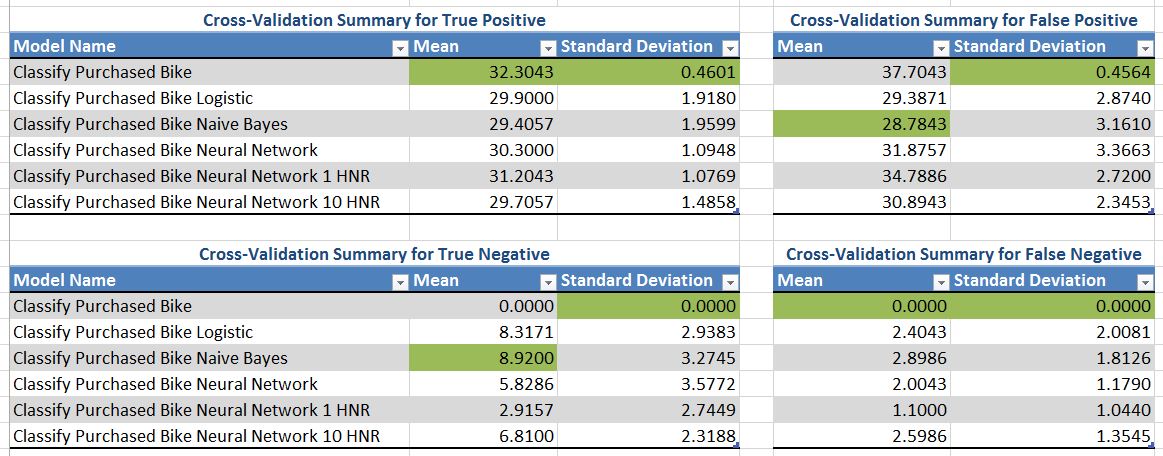 Cross-Validation Summary for True Positive Cross-Validation Summary for False Positive
Model Name Mean Standard Deviation Mean Standard Deviation
Classify Purchased Bike 32.3043 0.4601 37.7043 0.4564
Classify Purchased Bike Logistic 29.9000 1.9180 29.3871 2.8740
Classify Purchased Bike Naive Bayes 29.4057 1.9599 28.7843 3.1610
Classify Purchased Bike Neural Network 30.3000 1.0948 31.8757 3.3663
Classify Purchased Bike Neural Network 1 HNR 31.2043 1.0769 34.7886 2.7200
Classify Purchased Bike Neural Network 10 HNR 29.7057 1.4858 30.8943 2.3453
Cross-Validation Summary for True Negative Cross-Validation Summary for False Negative
Model Name Mean Standard Deviation Mean Standard Deviation
Classify Purchased Bike 0.0000 0.0000 0.0000 0.0000
Classify Purchased Bike Logistic 8.3171 2.9383 2.4043 2.0081
Classify Purchased Bike Naive Bayes 8.9200 3.2745 2.8986 1.8126
Classify Purchased Bike Neural Network 5.8286 3.5772 2.0043 1.1790
Classify Purchased Bike Neural Network 1 HNR 2.9157 2.7449 1.1000 1.0440
Classify Purchased Bike Neural Network 10 HNR 6.8100 2.3188 2.5986 1.3545